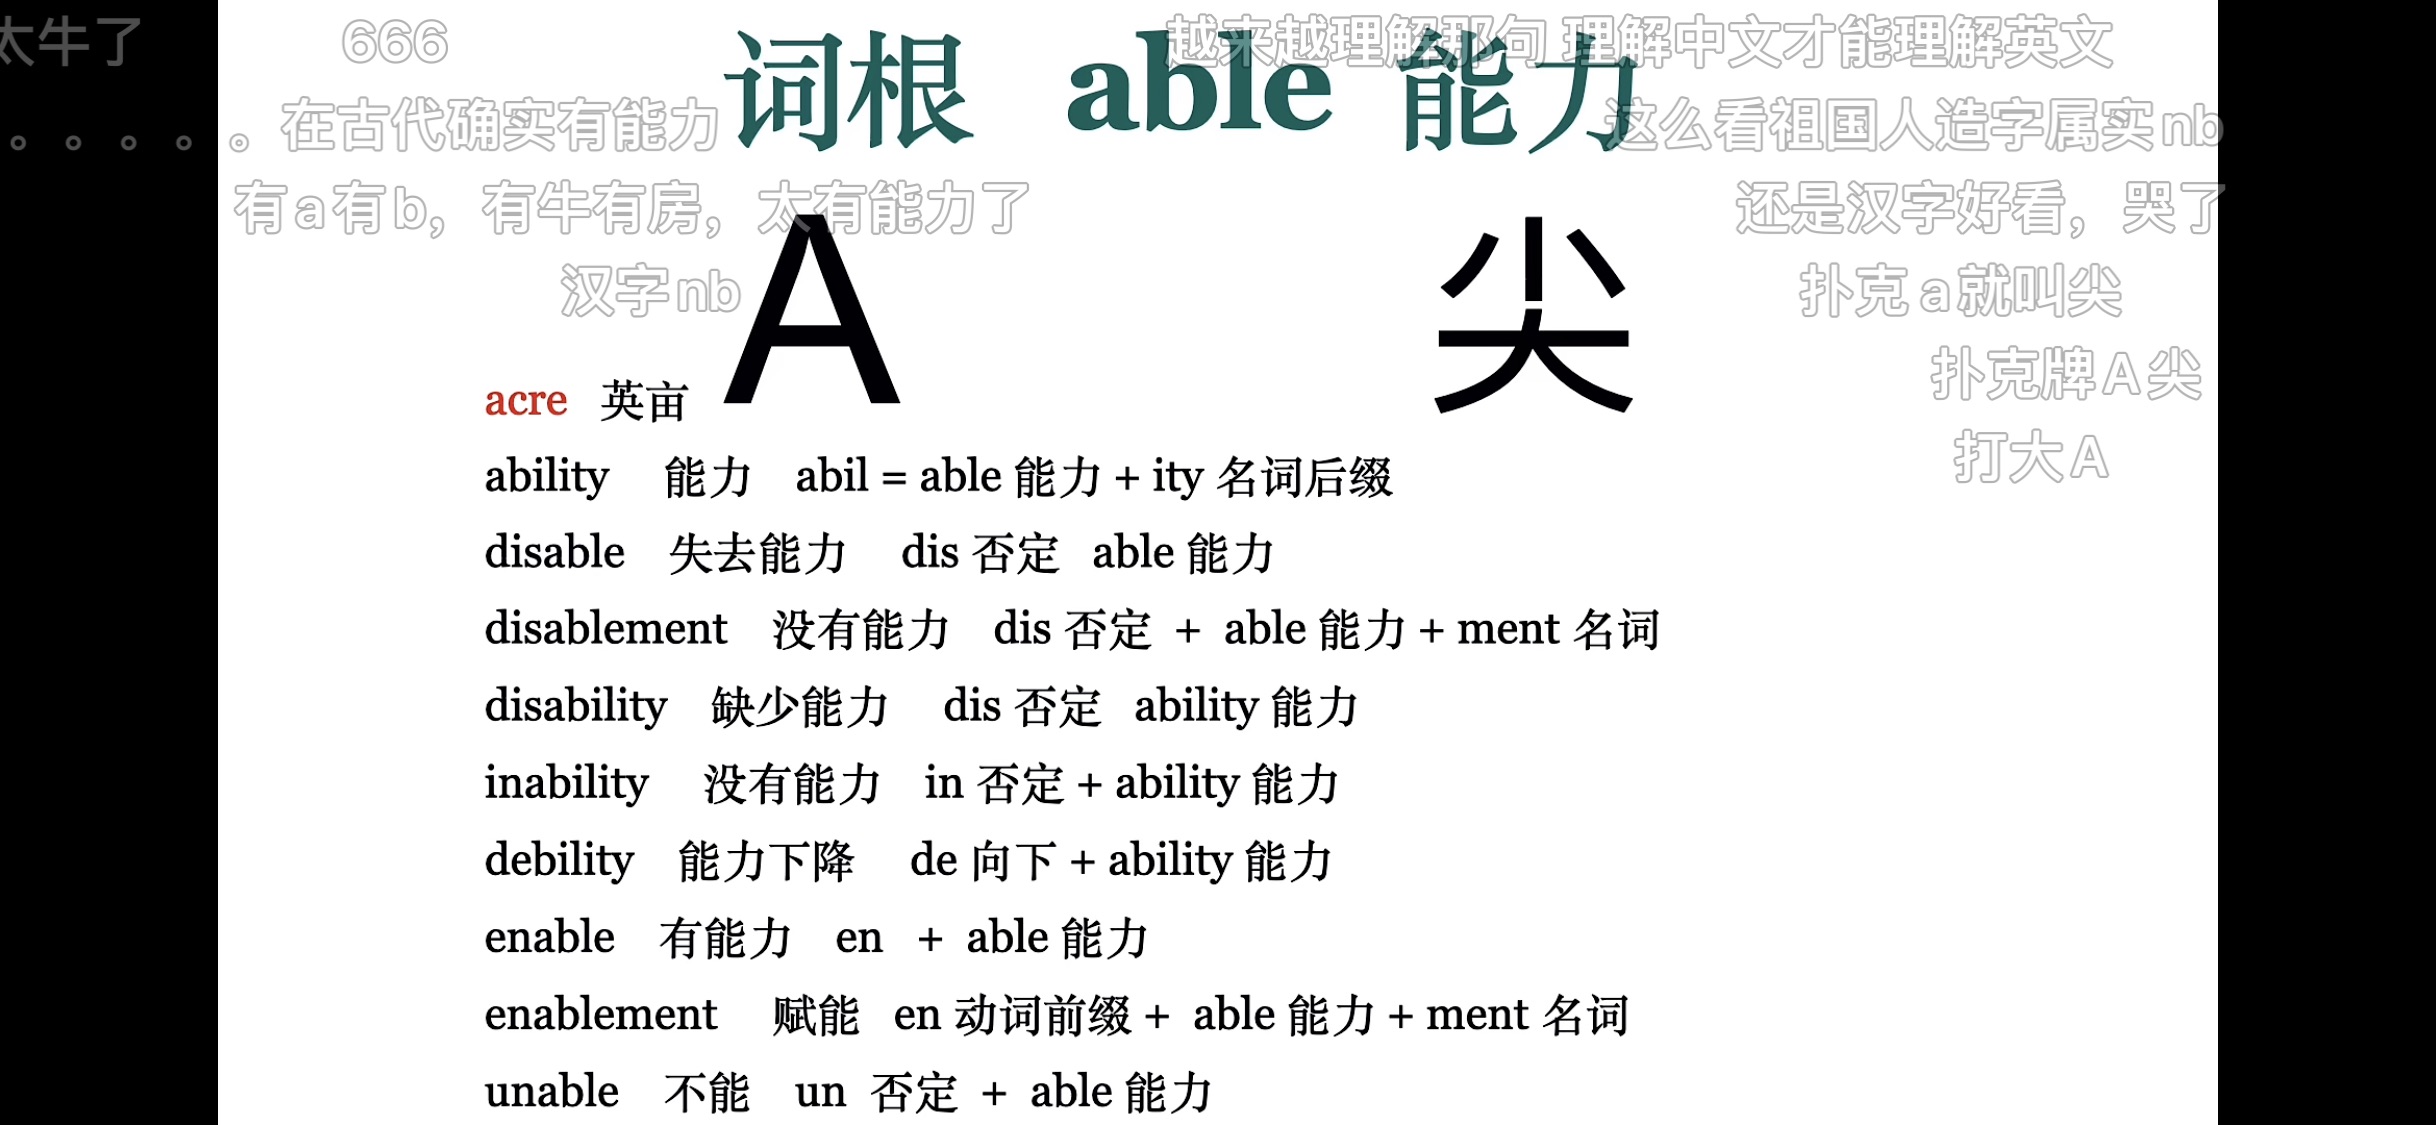 太牛了 666 越来越理解那句 理解中文才能理解英文
词根 able 能力
。。。。。在古代确实有能力 这么看祖国人造字属实nb
有a有b，有牛有房，太有能力了 还是汉字好看，哭了
汉字nb 扑克a就叫尖
A 尖
扑克牌A尖
acre 英亩
打大A
ability 能力 abil = able 能力 + ity 名词后缀
disable 失去能力 dis 否定 able 能力
disablement 没有能力 dis 否定 + able 能力 + ment 名词
disability 缺少能力 dis 否定 ability 能力
inability 没有能力 in 否定 + ability 能力
debility 能力下降 de 向下 + ability 能力
enable 有能力 en + able 能力
enablement 赋能 en 动词前缀 + able 能力 + ment 名词
unable 不能 un 否定 + able 能力